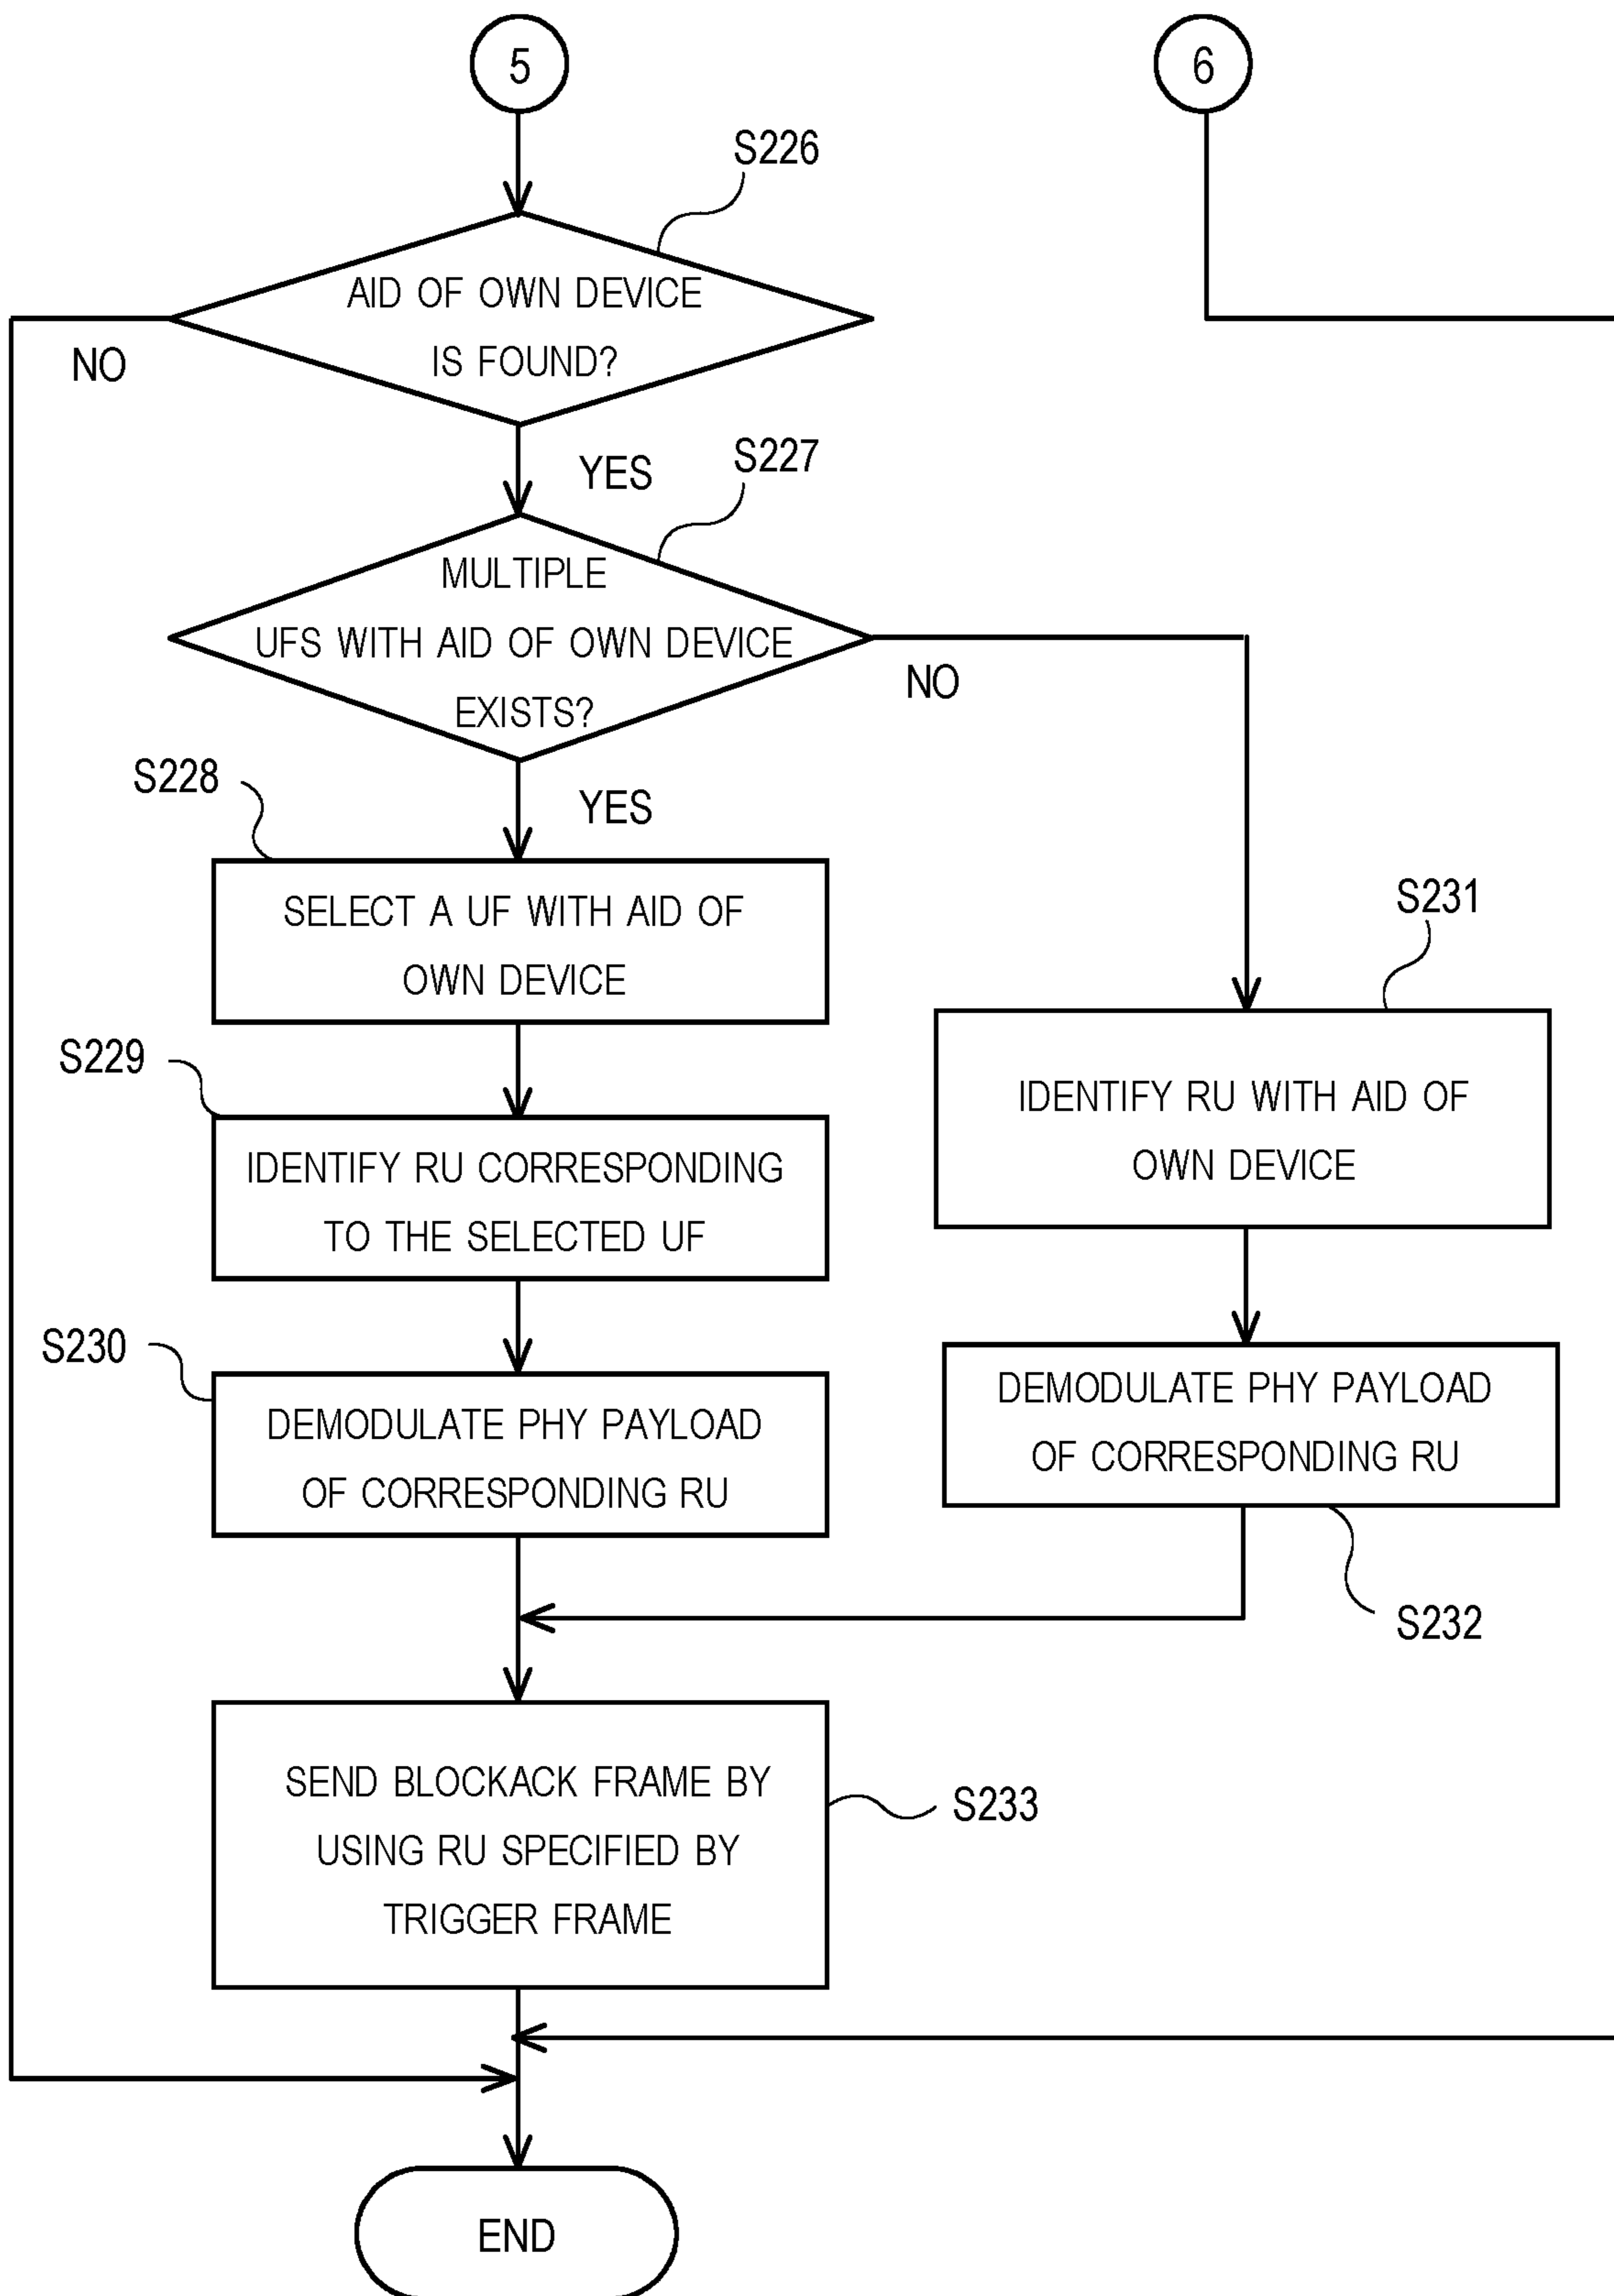 5
6
S226
AID OF OWN DEVICE
IS FOUND?
NO
YES
S227
MULTIPLE
UFS WITH AID OF OWN DEVICE
EXISTS?
NO
S228
YES
SELECT A UF WITH AID OF
OWN DEVICE
S231
S229
IDENTIFY RU WITH AID OF
OWN DEVICE
IDENTIFY RU CORRESPONDING
TO THE SELECTED UF
S230
DEMODULATE PHY PAYLOAD
OF CORRESPONDING RU
DEMODULATE PHY PAYLOAD
OF CORRESPONDING RU
S232
SEND BLOCKACK FRAME BY
USING RU SPECIFIED BY
TRIGGER FRAME
S233
END